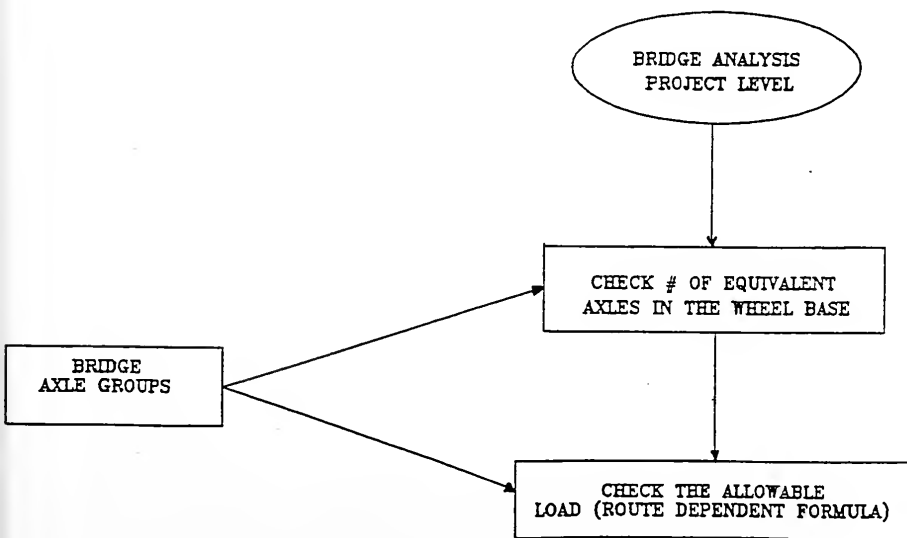 BRIDGE ANALYSIS
PROJECT LEVEL
CHECK # OF EQUIVALENT
AXLES IN THE WHEEL BASE
BRIDGE
AXLE GROUPS
CHECK THE ALLOWABLE
LOAD (ROUTE DEPENDENT FORMULA)